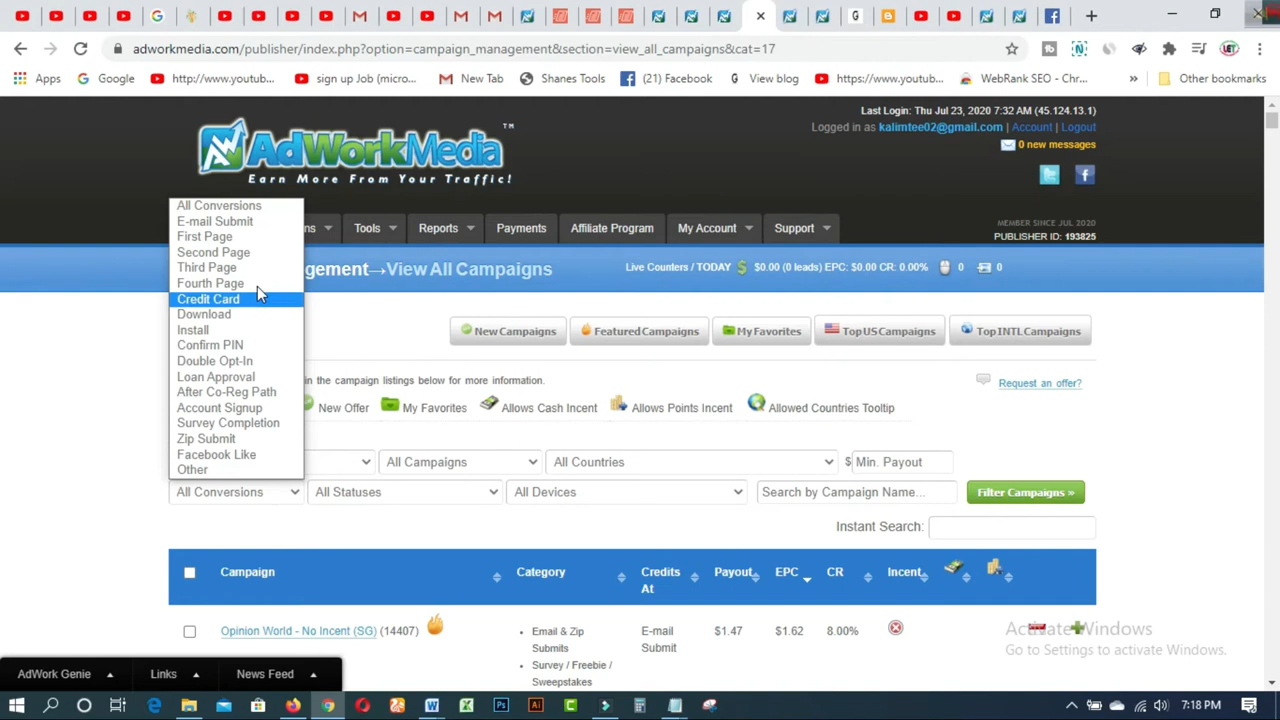 adworkmedia.com/publisher/index.php?option=campaign_management&section=view_all_campaigns&cat=17
Apps Google http://www.youtub... sign up Job (micro... New Tab Shanes Tools (21) Facebook View blog https://www.youtu... WebRank SEO - Chr... » Other bookmarks
Last Login: Thu Jul 23, 2020 7:32 AM (45.124.13.1)
Logged in as kalimtee02@gmail.com | Account | Logout
0 new messages
AdWorkMedia™
Earn More From Your Traffic!
Tools Reports Payments Affiliate Program My Account Support
MEMBER SINCE JUL 2020
PUBLISHER ID: 193825
View All Campaigns
Live Counters / TODAY $ $0.00 (0 leads) EPC: $0.00 CR: 0.00% 0 0
All Conversions
E-mail Submit
First Page
Second Page
Third Page
Fourth Page
Credit Card
Download
Install
Confirm PIN
Double Opt-In
Loan Approval
After Co-Reg Path
Account Signup
Survey Completion
Zip Submit
Facebook Like
Other
New Campaigns Featured Campaigns My Favorites Top US Campaigns Top INTL Campaigns
in the campaign listings below for more information.
Request an offer?
New Offer My Favorites Allows Cash Incent Allows Points Incent Allowed Countries Tooltip
All Campaigns All Countries $ Min. Payout
All Conversions All Statuses All Devices Search by Campaign Name... Filter Campaigns »
Instant Search:
Campaign Category Credits At Payout EPC CR Incent
Opinion World - No Incent (SG) (14407) Email & Zip Submits E-mail Submit $1.47 $1.62 8.00%
Survey / Freebie / Sweepstakes
Activate Windows
Go to Settings to activate Windows.
AdWork Genie Links News Feed
7:18 PM